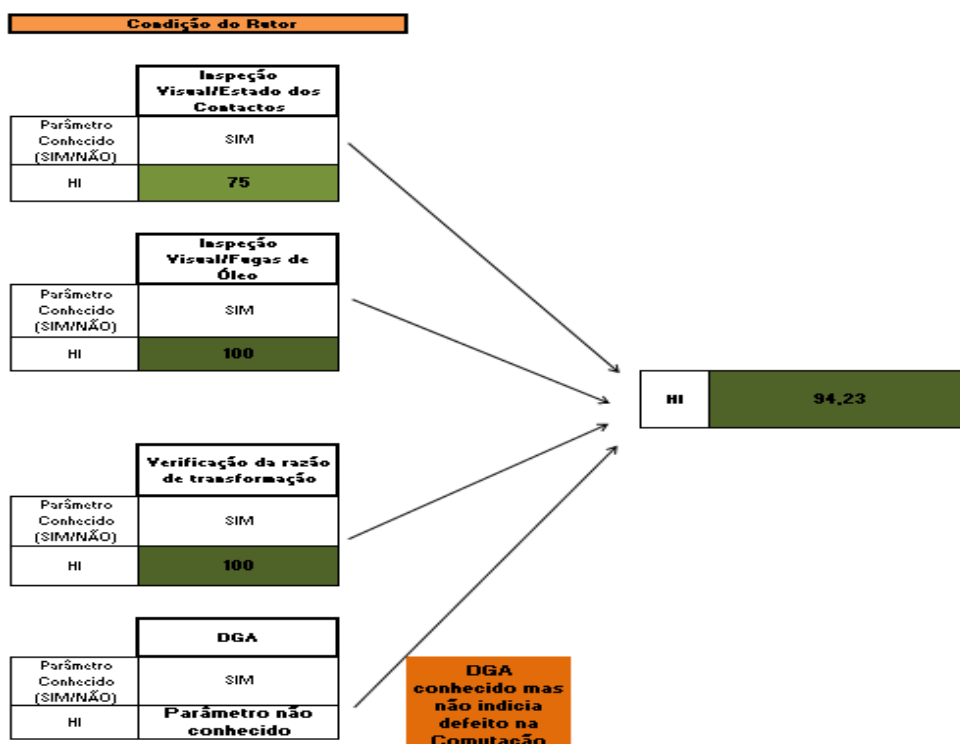 Condição do Rutor
Inspeção
Visual/Estado dos
Contactos
Parâmetro
Conhecido
(SIM/NÃO)
SIM
HI
75
Inspeção
Visual/Fugas de
Óleo
Parâmetro
Conhecido
(SIM/NÃO)
SIM
HI
100
HI
94,23
Verificação da razão
de transformação
Parâmetro
Conhecido
(SIM/NÃO)
SIM
HI
100
DGA
Parâmetro
Conhecido
(SIM/NÃO)
SIM
HI
Parâmetro não
conhecido
DGA
conhecido mas
não indicia
defeito na
Comutação